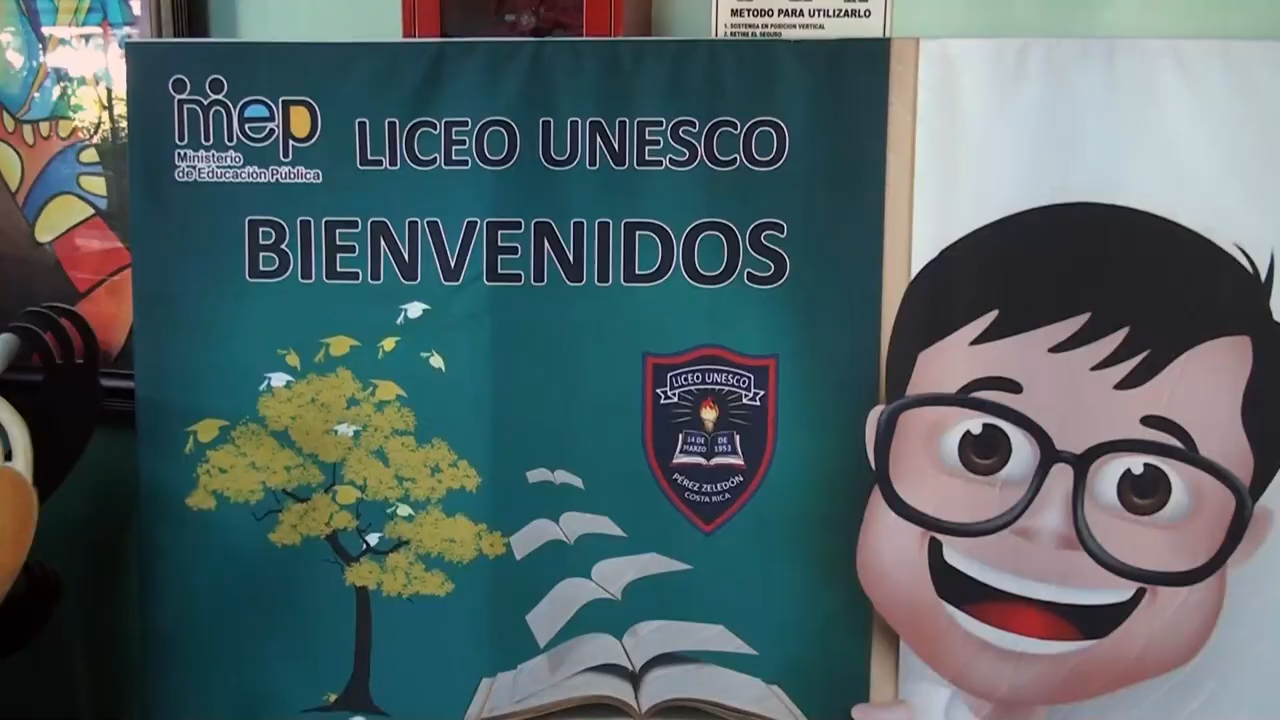 METODO PARA UTILIZARLO
1. SOSTENGA EN POSICION VERTICAL
2. RETIRE EL SEGURO
mep
Ministerio
de Educación Pública
LICEO UNESCO
BIENVENIDOS
LICEO UNESCO
14 DE MARZO
DE 1953
PÉREZ ZELEDÓN
COSTA RICA